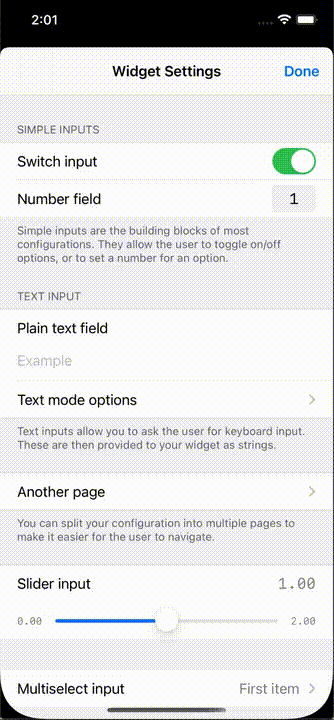 2:01
Widget Settings
Done
SIMPLE INPUTS
Switch input
Number field
1
Simple inputs are the building blocks of most
configurations. They allow the user to toggle on/off
options, or to set a number for an option.
TEXT INPUT
Plain text field
Example
Text mode options
Text inputs allow you to ask the user for keyboard input.
These are then provided to your widget as strings.
Another page
You can split your configuration into multiple pages to
make it easier for the user to navigate.
Slider input
1.00
0.00
2.00
Multiselect input
First item